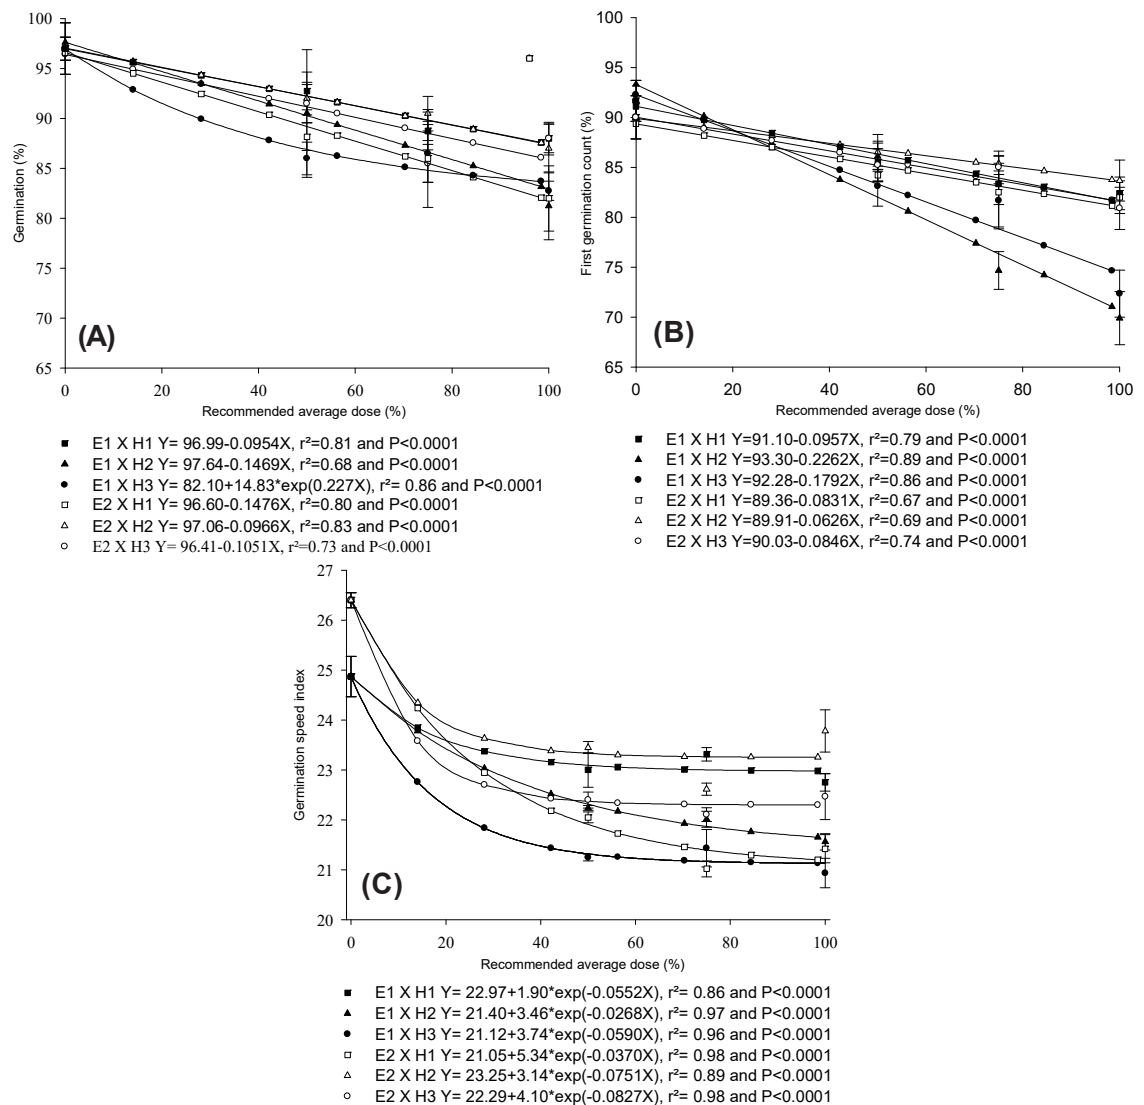 100
95
90
85
80
75
70
65
Germination (%)
(A)
0
20
40
60
80
100
Recommended average dose (%)
E1 X H1 Y= 96.99-0.0954X, r²=0.81 and P<0.0001
E1 X H2 Y= 97.64-0.1469X, r²=0.68 and P<0.0001
E1 X H3 Y= 82.10+14.83*exp(0.227X), r²= 0.86 and P<0.0001
E2 X H1 Y= 96.60-0.1476X, r²=0.80 and P<0.0001
E2 X H2 Y= 97.06-0.0966X, r²=0.83 and P<0.0001
E2 X H3 Y= 96.41-0.1051X, r²=0.73 and P<0.0001
100
95
90
85
80
75
70
65
First germination count (%)
(B)
0
20
40
60
80
100
Recommended average dose (%)
E1 X H1 Y=91.10-0.0957X, r²=0.79 and P<0.0001
E1 X H2 Y=93.30-0.2262X, r²=0.89 and P<0.0001
E1 X H3 Y=92.28-0.1792X, r²=0.86 and P<0.0001
E2 X H1 Y=89.36-0.0831X, r²=0.67 and P<0.0001
E2 X H2 Y=89.91-0.0626X, r²=0.69 and P<0.0001
E2 X H3 Y=90.03-0.0846X, r²=0.74 and P<0.0001
27
26
25
24
23
22
21
20
Germination speed index
(C)
0
20
40
60
80
100
Recommended average dose (%)
E1 X H1 Y= 22.97+1.90*exp(-0.0552X), r²= 0.86 and P<0.0001
E1 X H2 Y= 21.40+3.46*exp(-0.0268X), r²= 0.97 and P<0.0001
E1 X H3 Y= 21.12+3.74*exp(-0.0590X), r²= 0.96 and P<0.0001
E2 X H1 Y= 21.05+5.34*exp(-0.0370X), r²= 0.98 and P<0.0001
E2 X H2 Y= 23.25+3.14*exp(-0.0751X), r²= 0.89 and P<0.0001
E2 X H3 Y= 22.29+4.10*exp(-0.0827X), r²= 0.98 and P<0.0001